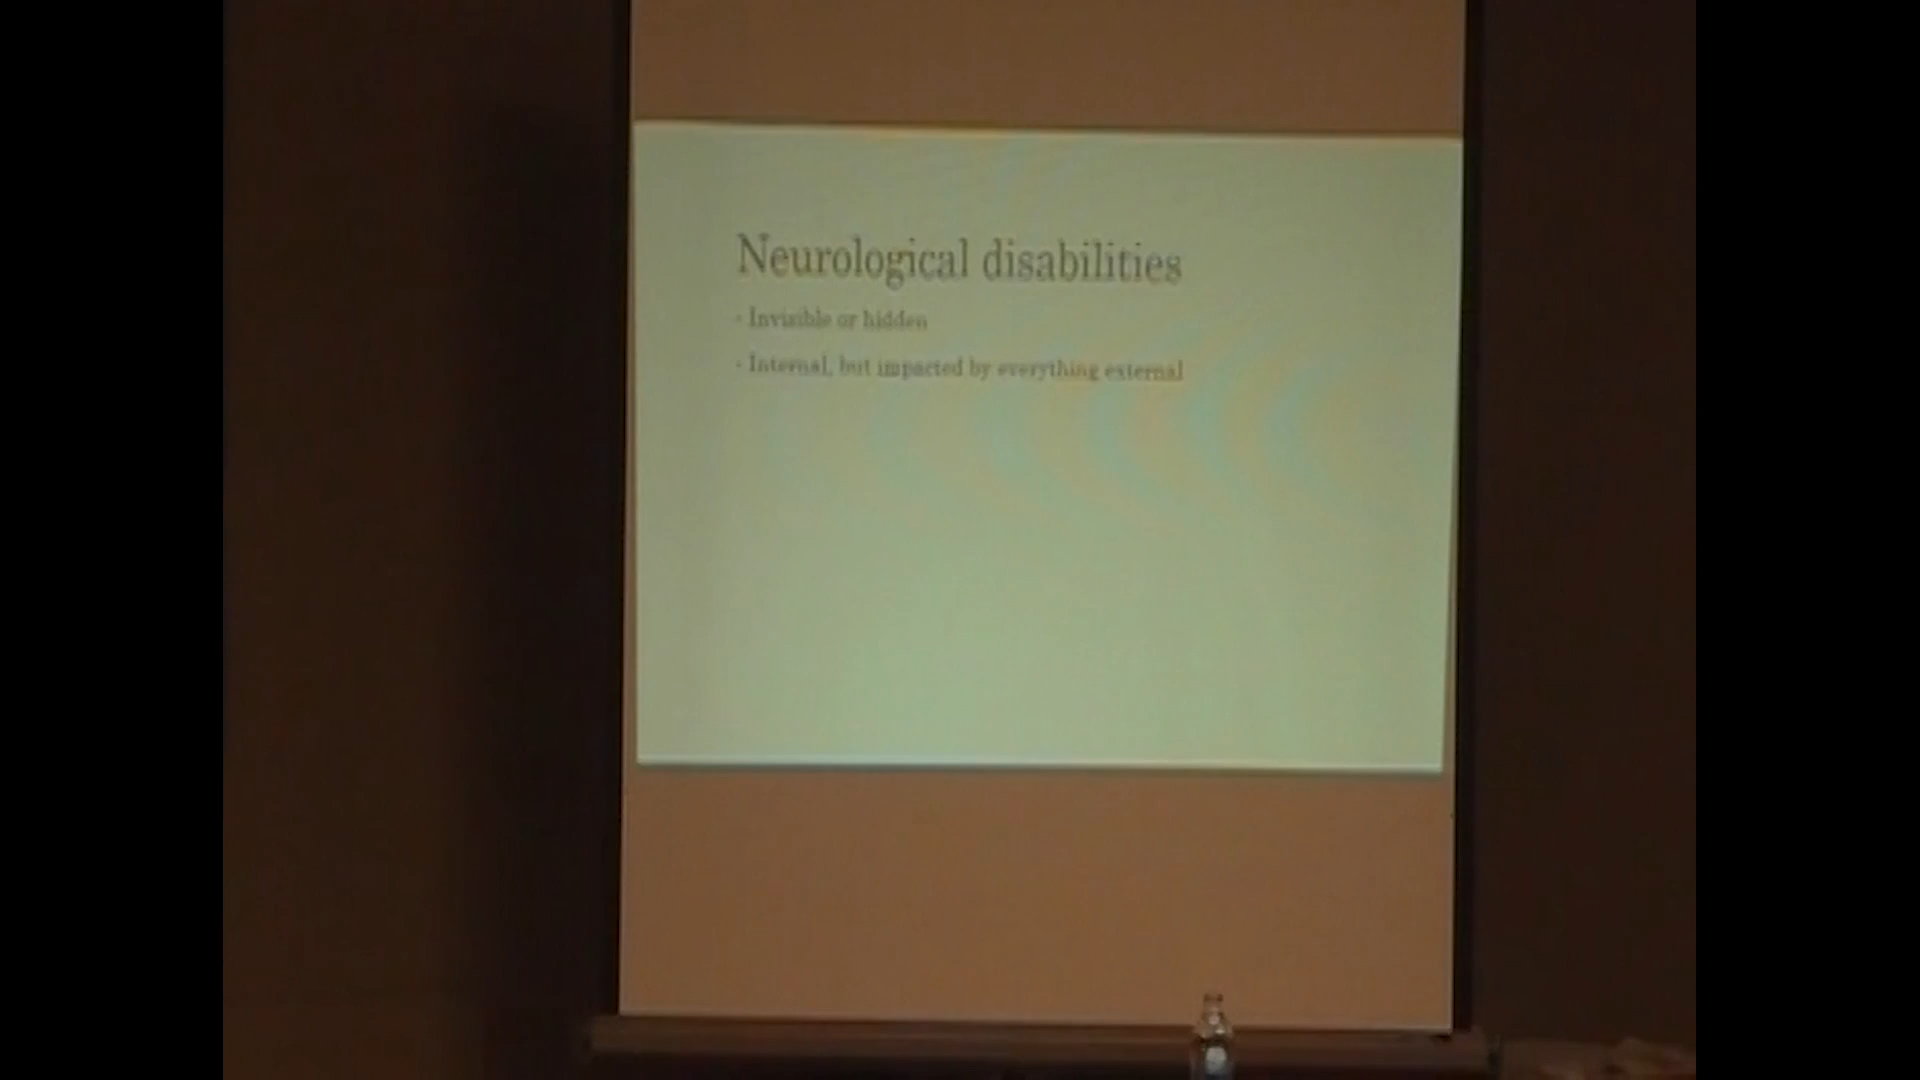 Neurological disabilities
- Invisible or hidden
- Internal, but impacted by everything external